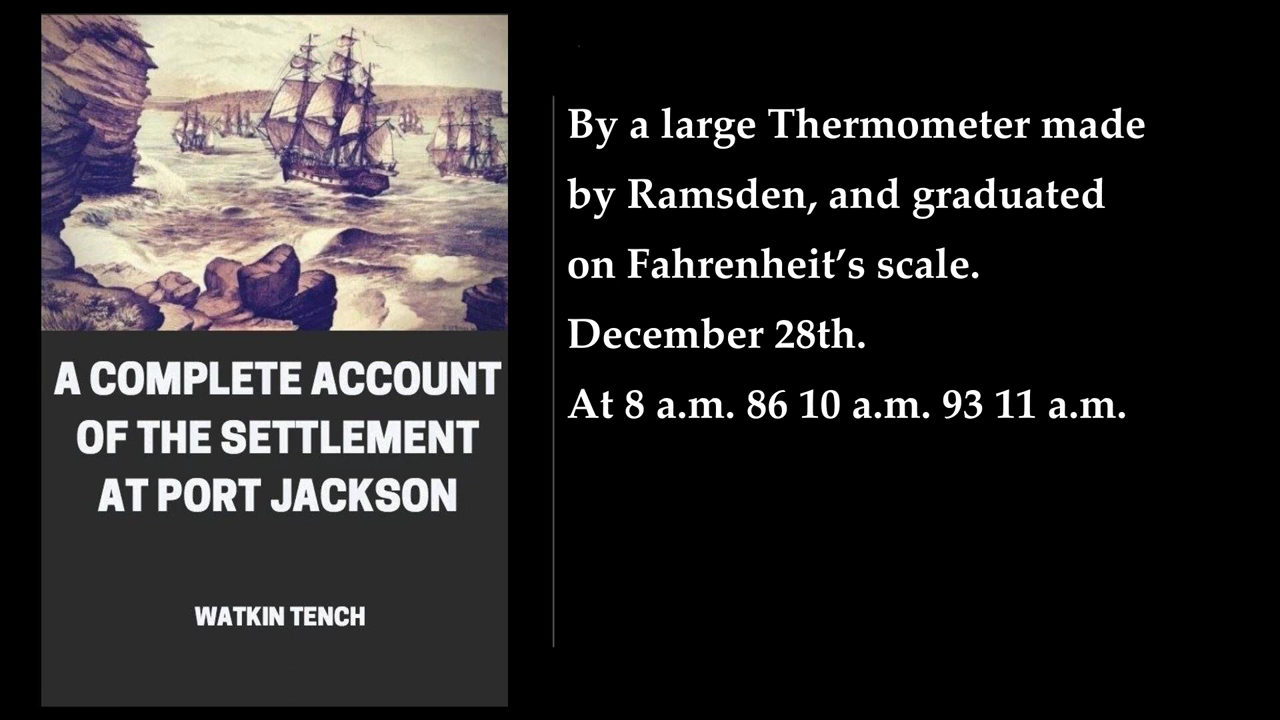 A COMPLETE ACCOUNT
OF THE SETTLEMENT
AT PORT JACKSON
WATKIN TENCH
By a large Thermometer made
by Ramsden, and graduated
on Fahrenheit’s scale.
December 28th.
At 8 a.m. 86 10 a.m. 93 11 a.m.